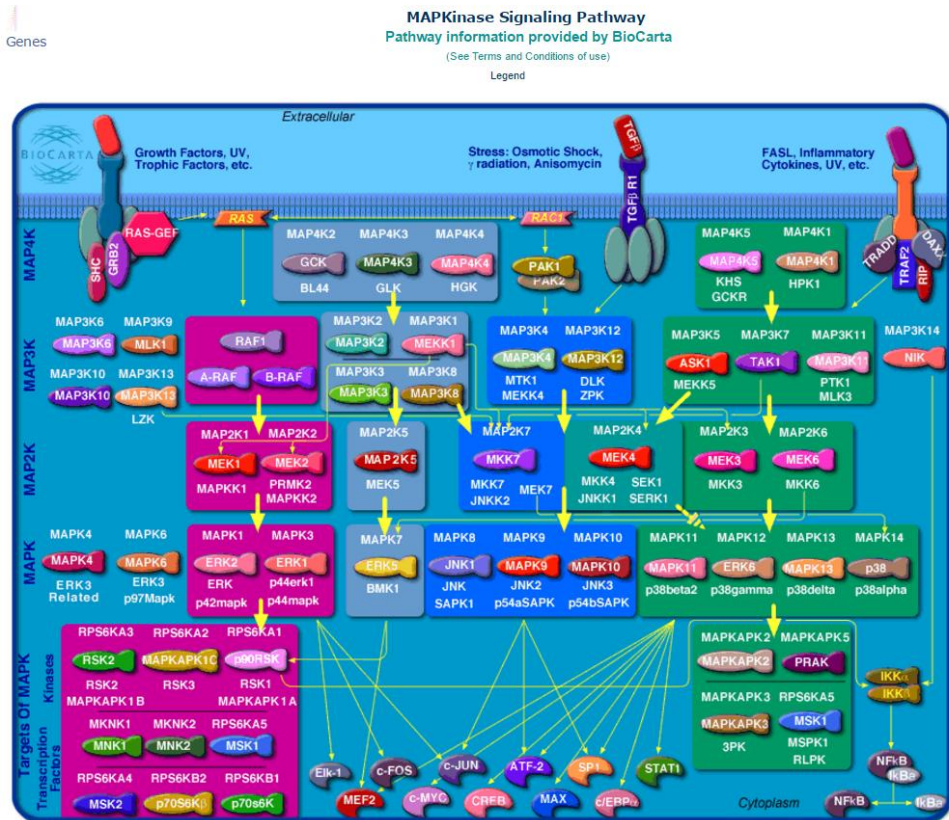 MAPKinase Signaling Pathway
Genes
Pathway information provided by BioCarta
(See Terms and Conditions of use)
Legend
Extracellular
BIOCARTA
Growth Factors, UV,
Trophic Factors, etc.
Stress: Osmotic Shock,
γ radiation, Anisomycin
FASL, Inflammatory
Cytokines, UV, etc.
TGFβ
TGFβ R1
RAS-GEF
SHC
GRB2
RAS
RAC1
TRADD
TRAF2
RIP
MAP4K
MAP4K2 MAP4K3 MAP4K4
GCK MAP4K3 MAP4K4
BL44 GLK HGK
PAK1
PAK2
MAP4K5 MAP4K1
MAP4K5 MAP4K1
KHS HPK1
GCKR
MAP3K
MAP3K6 MAP3K9
MAP3K6 MLK1
MAP3K10 MAP3K13
MAP3K10 MAP3K13
LZK
RAF1
A-RAF B-RAF
MAP3K2 MAP3K1
MAP3K2 MEKK1
MAP3K3 MAP3K8
MAP3K3 MAP3K8
MAP3K4 MAP3K12
MAP3K4 MAP3K12
MTK1 DLK
MEKK4 ZPK
MAP3K5 MAP3K7 MAP3K11
ASK1 TAK1 MAP3K11
MEKK5 PTK1
MLK3
MAP3K14
NIK
MAP2K
MAP2K1 MAP2K2
MEK1 MEK2
MAPKK1 PRMK2
MAPKK2
MAP2K5
MAP2K5
MEK5
MAP2K7
MKK7
MKK7 MEK7
JNKK2
MAP2K4
MEK4
MKK4 SEK1
JNKK1 SERK1
MAP2K3 MAP2K6
MEK3 MEK6
MKK3 MKK6
MAPK
MAPK4 MAPK6
MAPK4 MAPK6
ERK3 ERK3
Related p97Mapk
MAPK1 MAPK3
ERK2 ERK1
ERK p44erk1
p42mapk p44mapk
MAPK7
ERK5
BMK1
MAPK8 MAPK9 MAPK10
JNK1 MAPK9 MAPK10
JNK JNK2 JNK3
SAPK1 p54aSAPK p54bSAPK
MAPK11 MAPK12 MAPK13 MAPK14
MAPK11 ERK6 MAPK13 p38
p38beta2 p38gamma p38delta p38alpha
Targets Of MAPK
Kinases
Transcription
Factors
RPS6KA3 RPS6KA2 RPS6KA1
RSK2 MAPKAPK1C p90RSK
RSK2 RSK3 RSK1
MAPKAPK1B MAPKAPK1A
MKNK1 MKNK2 RPS6KA5
MNK1 MNK2 MSK1
RPS6KA4 RPS6KB2 RPS6KB1
MSK2 p70S6Kβ p70s6K
MAPKAPK2 MAPKAPK5
MAPKAPK2 PRAK
MAPKAPK3 RPS6KA5
MAPKAPK3 MSK1
3PK MSPK1
RLPK
IKKα
IKKβ
Elk-1 c-FOS c-JUN ATF-2 SP1 STAT1
MEF2 c-MYC CREB MAX c/ERPα
NFkB
IkBa
Cytoplasm
NFkB IkBa